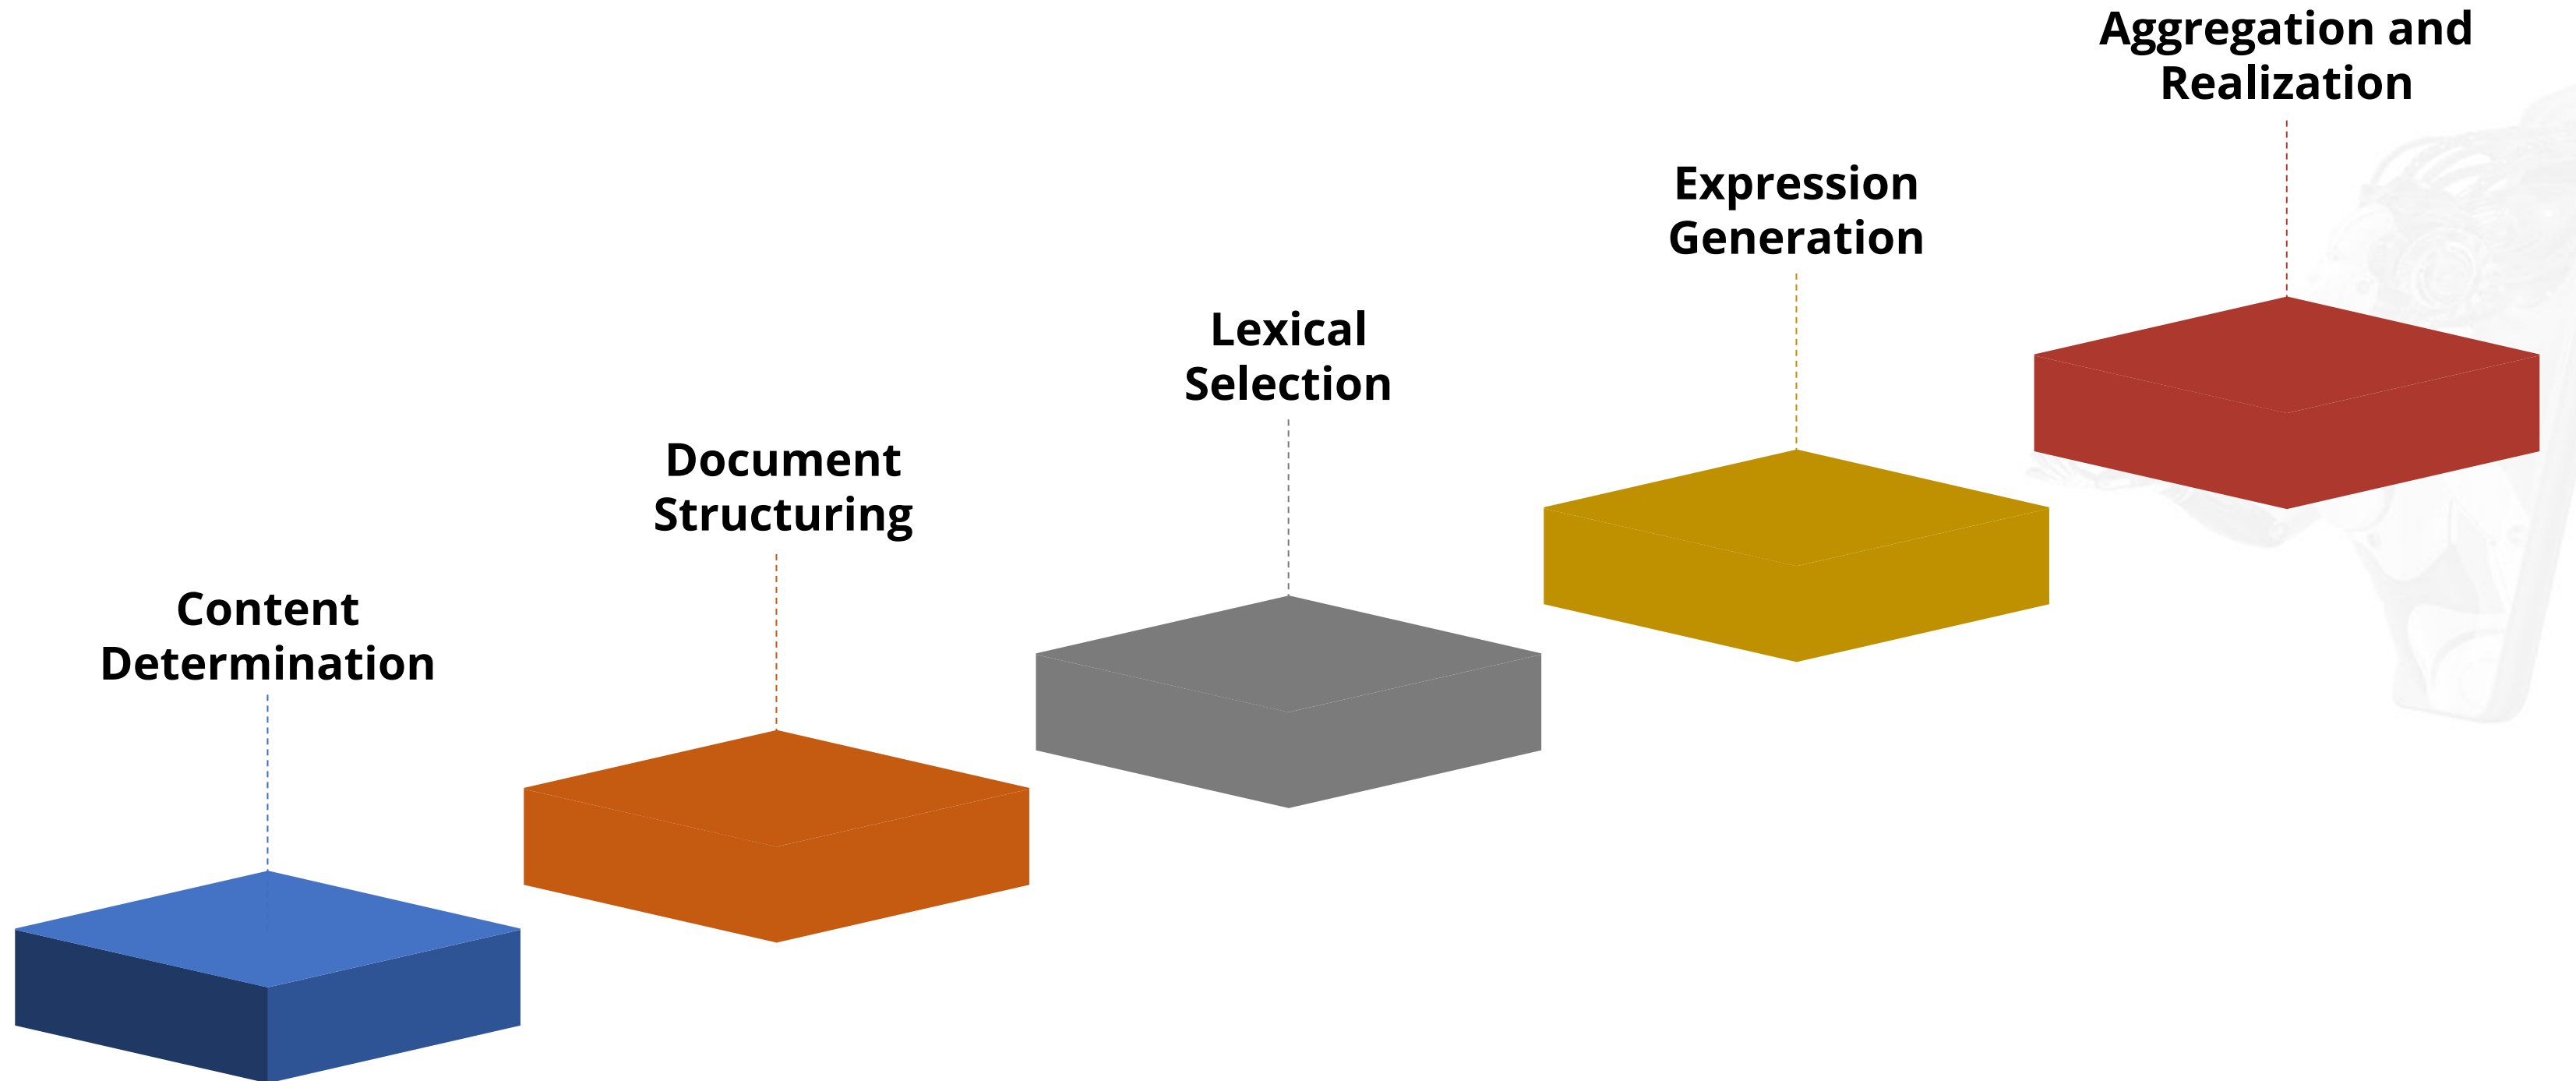 Content
Determination
Document
Structuring
Lexical
Selection
Expression
Generation
Aggregation and
Realization